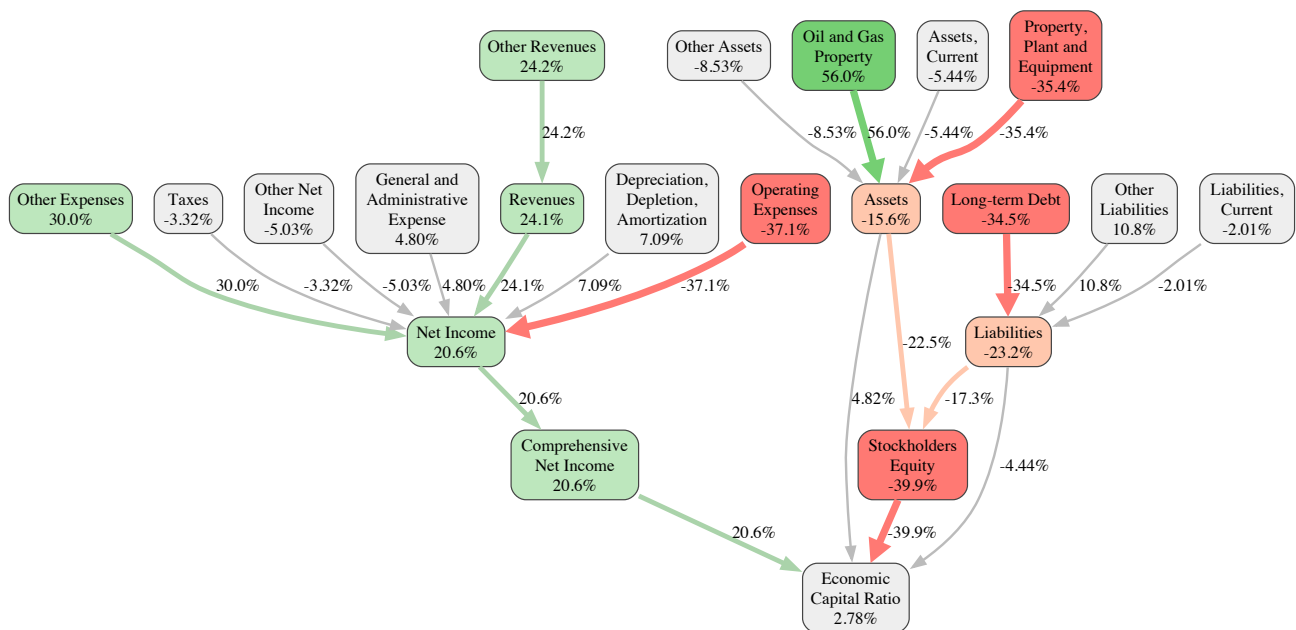 Other Revenues
24.2%
Other Assets
-8.53%
Oil and Gas
Property
56.0%
Assets,
Current
-5.44%
Property,
Plant and
Equipment
-35.4%
24.2%
-8.53%
56.0%
-5.44%
-35.4%
Other Expenses
30.0%
Taxes
-3.32%
Other Net
Income
-5.03%
General and
Administrative
Expense
4.80%
Revenues
24.1%
Depreciation,
Depletion,
Amortization
7.09%
Operating
Expenses
-37.1%
Assets
-15.6%
Long-term Debt
-34.5%
Other
Liabilities
10.8%
Liabilities,
Current
-2.01%
30.0%
-3.32%
-5.03%
4.80%
24.1%
7.09%
-37.1%
-34.5%
10.8%
-2.01%
Net Income
20.6%
-22.5%
Liabilities
-23.2%
20.6%
4.82%
-17.3%
Comprehensive
Net Income
20.6%
Stockholders
Equity
-39.9%
-4.44%
20.6%
-39.9%
Economic
Capital Ratio
2.78%